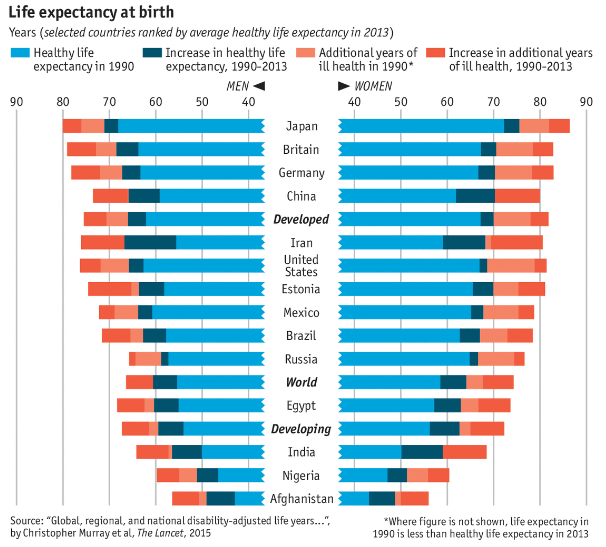 Life expectancy at birth
Years (selected countries ranked by average healthy life expectancy in 2013)
Healthy life
expectancy in 1990
Increase in healthy life
expectancy, 1990-2013
Additional years of
ill health in 1990*
Increase in additional years
of ill health, 1990-2013
MEN ◀ ▶ WOMEN
90 80 70 60 50 40 40 50 60 70 80 90
Japan
Britain
Germany
China
Developed
Iran
United
States
Estonia
Mexico
Brazil
Russia
World
Egypt
Developing
India
Nigeria
Afghanistan
Source: “Global, regional, and national disability-adjusted life years...”,
by Christopher Murray et al, The Lancet, 2015
*Where figure is not shown, life expectancy in
1990 is less than healthy life expectancy in 2013